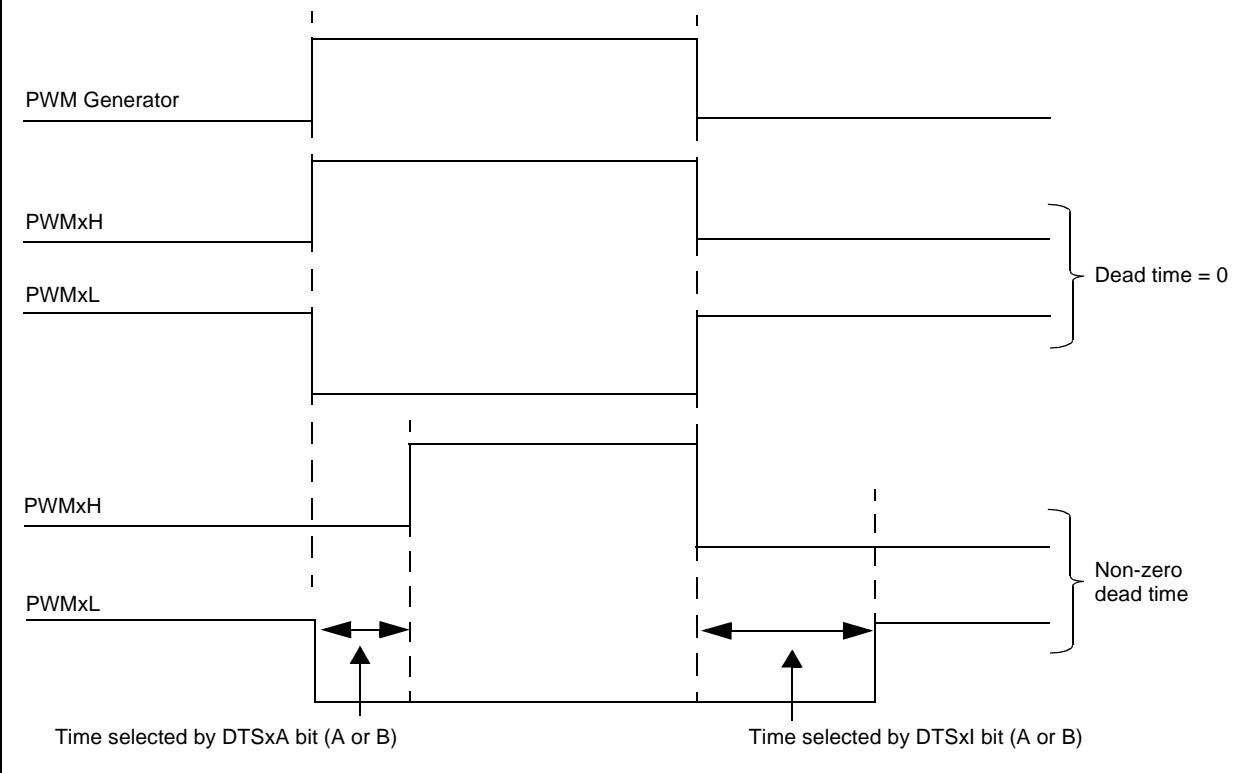 PWM Generator
PWMxH
PWMxL
Dead time = 0
PWMxH
PWMxL
Non-zero
dead time
Time selected by DTSxA bit (A or B)
Time selected by DTSxI bit (A or B)